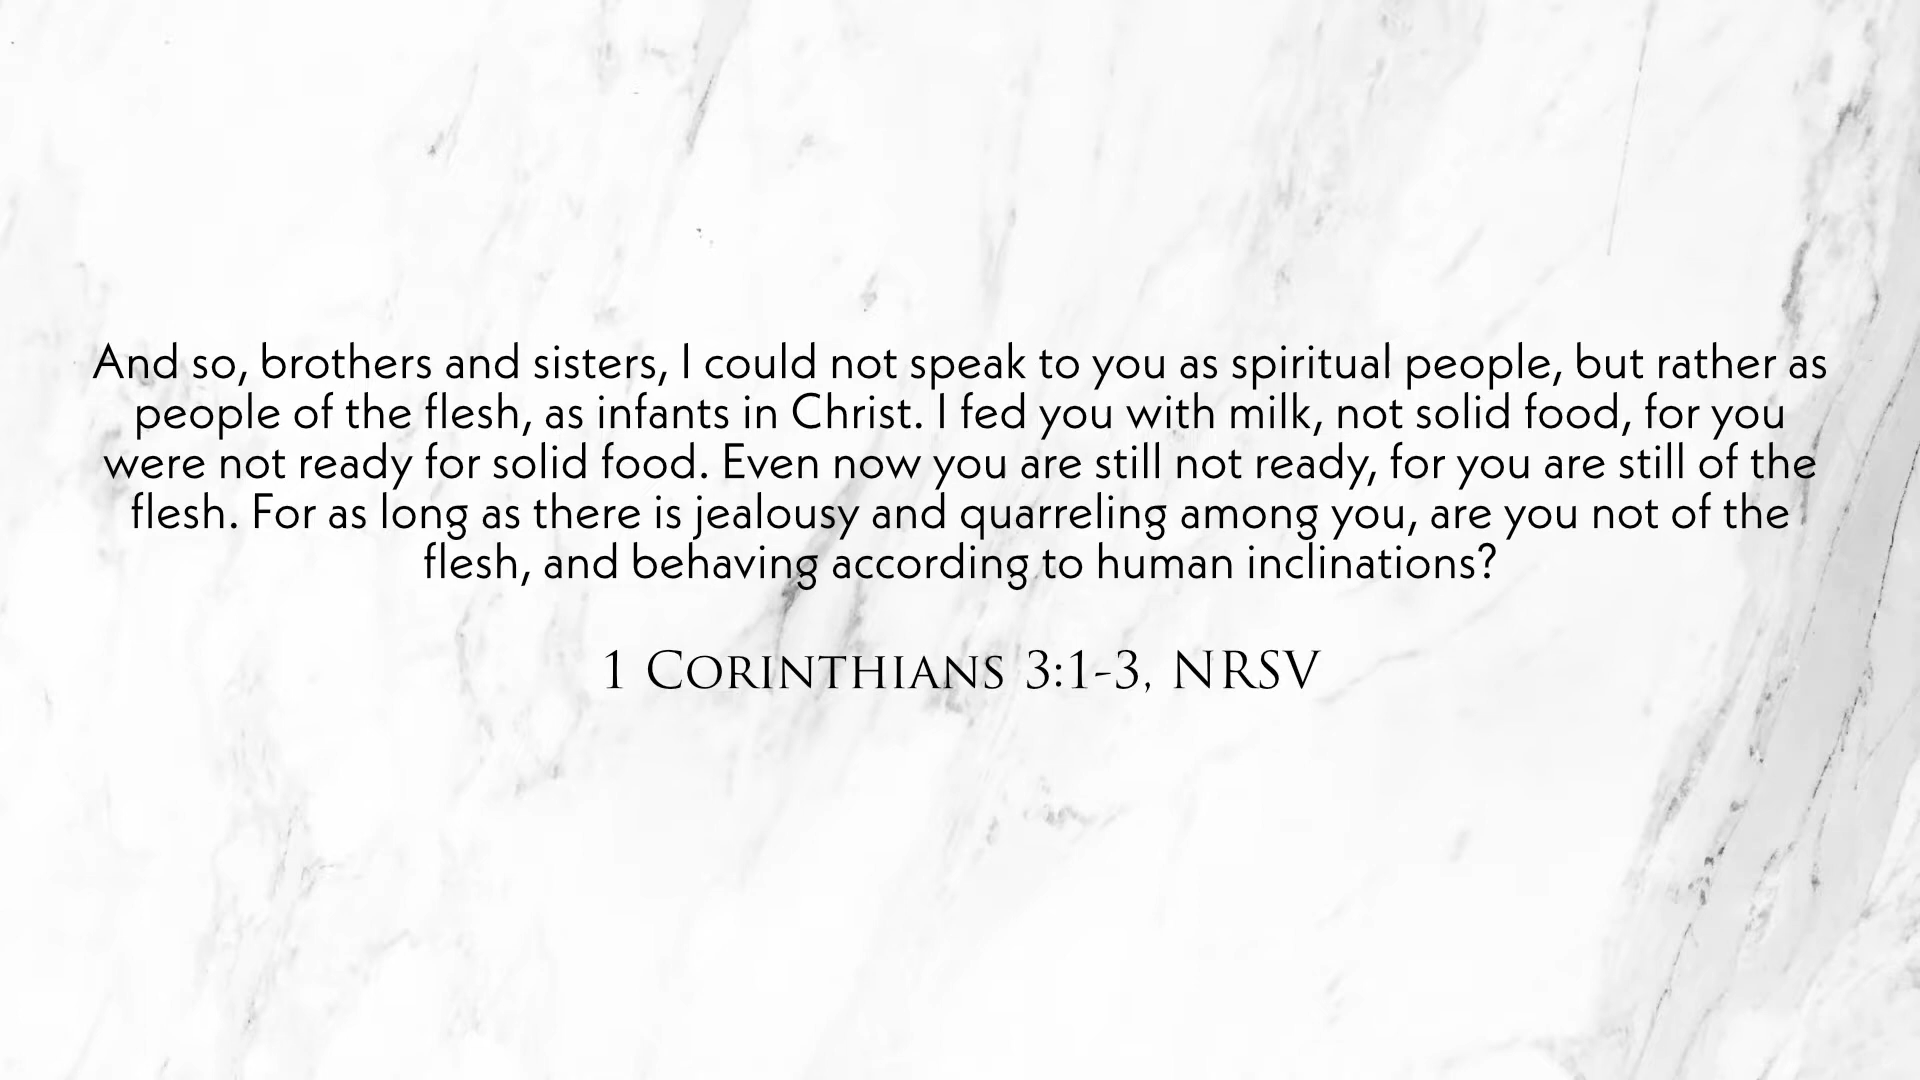 And so, brothers and sisters, I could not speak to you as spiritual people, but rather as
people of the flesh, as infants in Christ. I fed you with milk, not solid food, for you
were not ready for solid food. Even now you are still not ready, for you are still of the
flesh. For as long as there is jealousy and quarreling among you, are you not of the
flesh, and behaving according to human inclinations?
1 Corinthians 3:1-3, NRSV